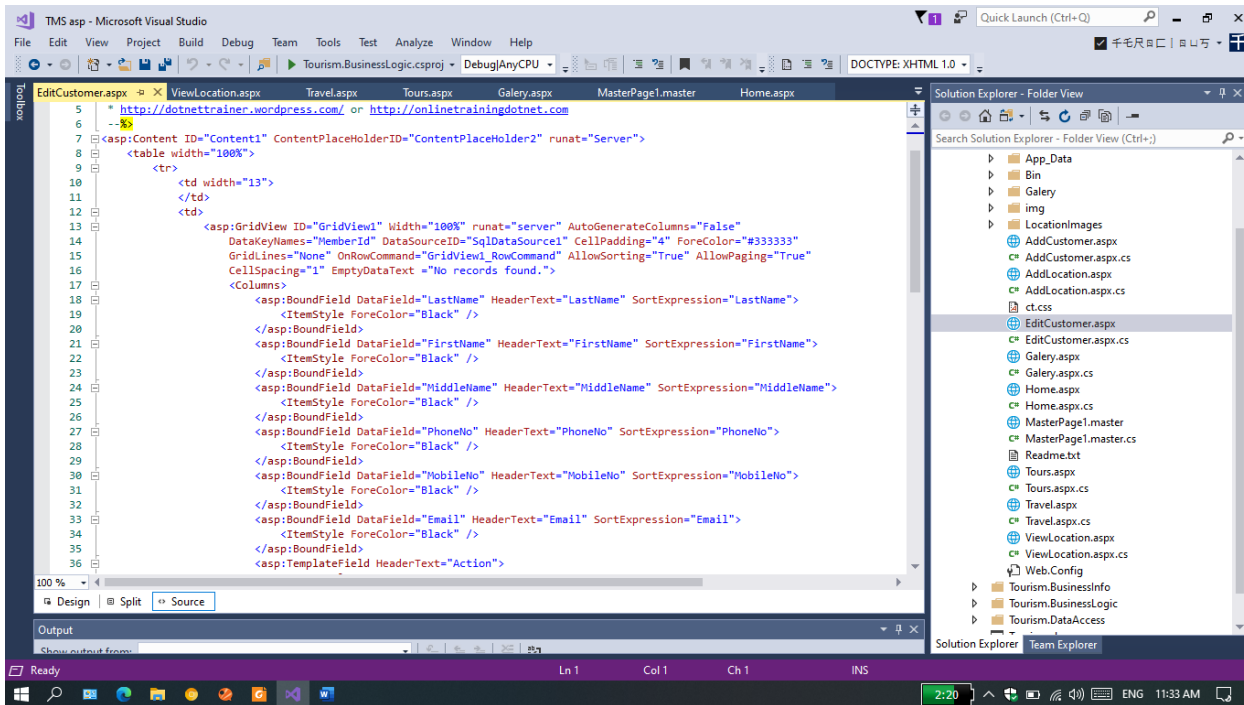 TMS asp - Microsoft Visual Studio
1
Quick Launch (Ctrl+Q)
File Edit View Project Build Debug Team Tools Test Analyze Window Help
Tourism.BusinessLogic.csproj Debug|AnyCPU DOCTYPE: XHTML 1.0
Toolbox
EditCustomer.aspx ViewLocation.aspx Travel.aspx Tours.aspx Galery.aspx MasterPage1.master Home.aspx
5 * http://dotnettrainer.wordpress.com/ or http://onlinetrainingdotnet.com
6 --%>
7 <asp:Content ID="Content1" ContentPlaceHolderID="ContentPlaceHolder2" runat="Server">
8 <table width="100%">
9 <tr>
10 <td width="13">
11 </td>
12 <td>
13 <asp:GridView ID="GridView1" Width="100%" runat="server" AutoGenerateColumns="False"
14 DataKeyNames="MemberId" DataSourceID="SqlDataSource1" CellPadding="4" ForeColor="#333333"
15 GridLines="None" OnRowCommand="GridView1_RowCommand" AllowSorting="True" AllowPaging="True"
16 CellSpacing="1" EmptyDataText ="No records found.">
17 <Columns>
18 <asp:BoundField DataField="LastName" HeaderText="LastName" SortExpression="LastName">
19 <ItemStyle ForeColor="Black" />
20 </asp:BoundField>
21 <asp:BoundField DataField="FirstName" HeaderText="FirstName" SortExpression="FirstName">
22 <ItemStyle ForeColor="Black" />
23 </asp:BoundField>
24 <asp:BoundField DataField="MiddleName" HeaderText="MiddleName" SortExpression="MiddleName">
25 <ItemStyle ForeColor="Black" />
26 </asp:BoundField>
27 <asp:BoundField DataField="PhoneNo" HeaderText="PhoneNo" SortExpression="PhoneNo">
28 <ItemStyle ForeColor="Black" />
29 </asp:BoundField>
30 <asp:BoundField DataField="MobileNo" HeaderText="MobileNo" SortExpression="MobileNo">
31 <ItemStyle ForeColor="Black" />
32 </asp:BoundField>
33 <asp:BoundField DataField="Email" HeaderText="Email" SortExpression="Email">
34 <ItemStyle ForeColor="Black" />
35 </asp:BoundField>
36 <asp:TemplateField HeaderText="Action">
100 %
Design Split Source
Output
Show output from:
Solution Explorer - Folder View
Search Solution Explorer - Folder View (Ctrl+;)
App_Data
Bin
Galery
img
LocationImages
AddCustomer.aspx
C# AddCustomer.aspx.cs
AddLocation.aspx
C# AddLocation.aspx.cs
ct.css
EditCustomer.aspx
C# EditCustomer.aspx.cs
Galery.aspx
C# Galery.aspx.cs
Home.aspx
C# Home.aspx.cs
MasterPage1.master
C# MasterPage1.master.cs
Readme.txt
Tours.aspx
C# Tours.aspx.cs
Travel.aspx
C# Travel.aspx.cs
ViewLocation.aspx
C# ViewLocation.aspx.cs
Web.Config
Tourism.BusinessInfo
Tourism.BusinessLogic
Tourism.DataAccess
Solution Explorer Team Explorer
Ready Ln 1 Col 1 Ch 1 INS
2:20 ENG 11:33 AM